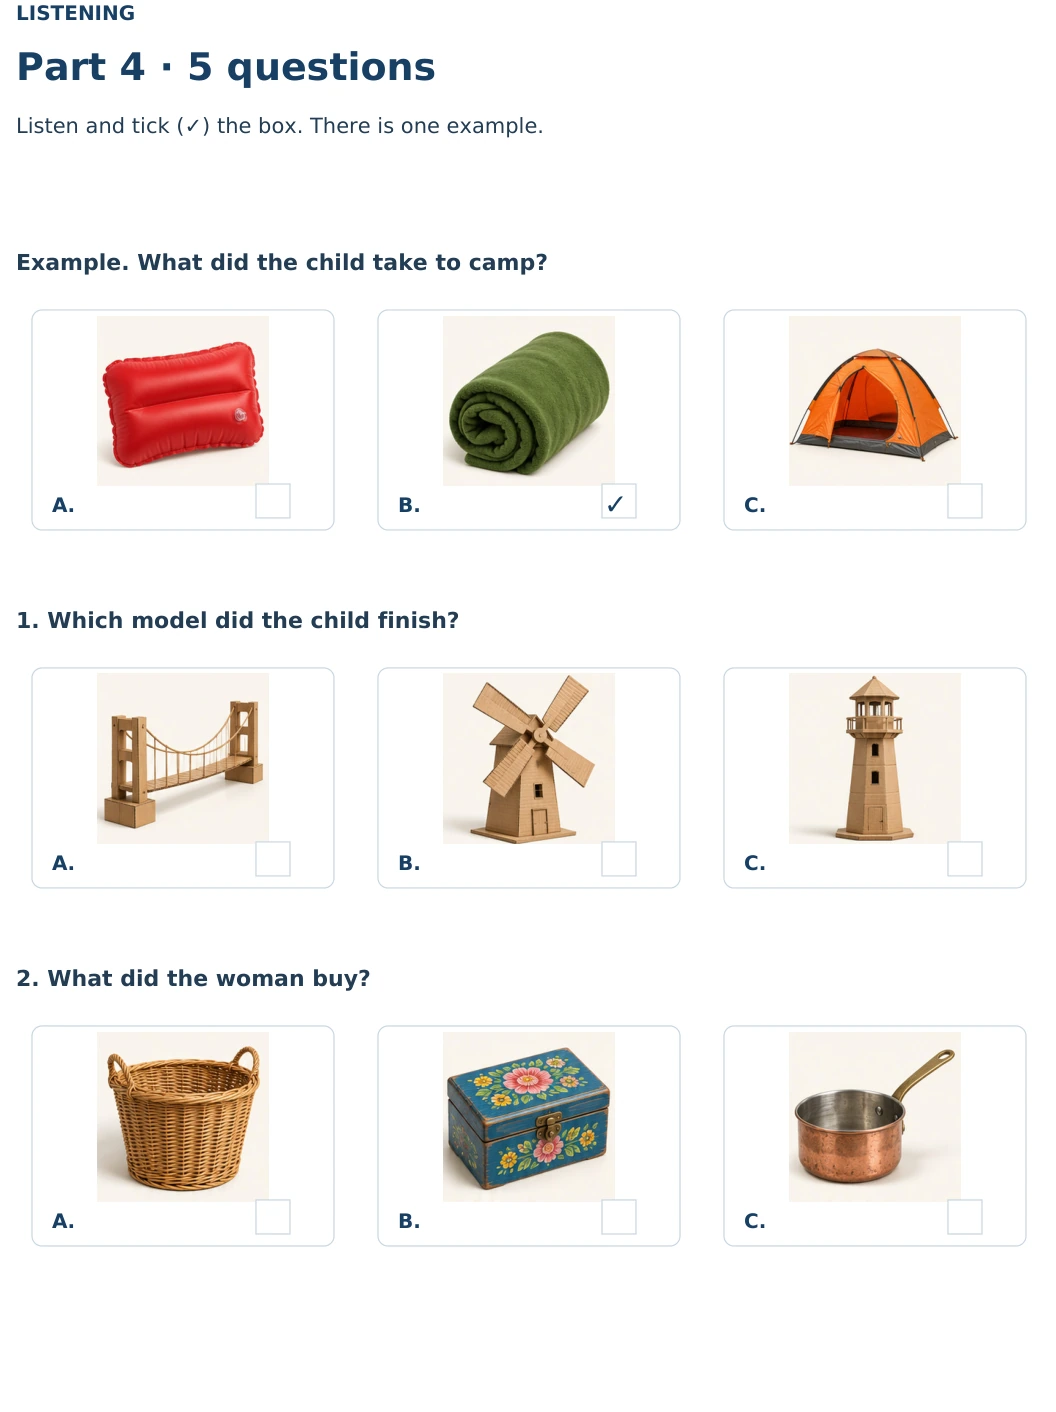 LISTENING
Part 4 · 5 questions
Listen and tick (✓) the box. There is one example.
Example. What did the child take to camp?
A.
B. ✓
C.
1. Which model did the child finish?
A.
B.
C.
2. What did the woman buy?
A.
B.
C.